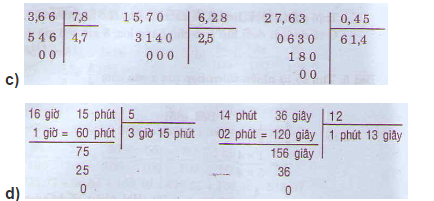 3,66 7,8 15,70 6,28 27,63 0,45
546 4,7 3140 2,5 0630 61,4
00 000 180
00
c)
16 giờ 15 phút 5 14 phút 36 giây 12
1 giờ = 60 phút 3 giờ 15 phút 02 phút = 120 giây 1 phút 13 giây
75 156 giây
25 36
0 0
d)